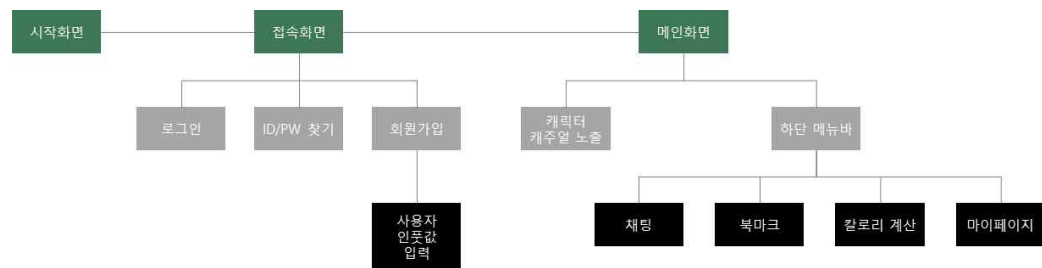 시작화면
접속화면
메인화면
로그인
ID/PW 찾기
회원가입
캐릭터
캐주얼 노출
하단 메뉴바
사용자
인풋값
입력
채팅
북마크
칼로리 계산
마이페이지